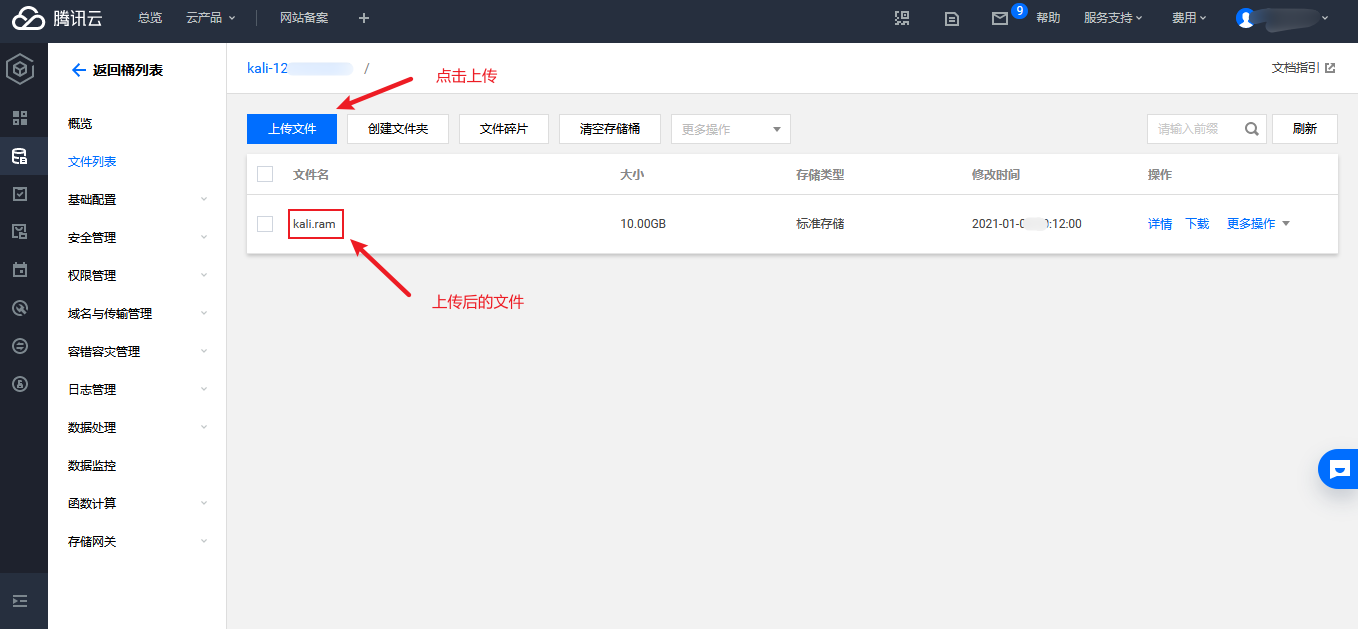 腾讯云 总览 云产品 网站备案 9 帮助 服务支持 费用
返回桶列表
概览
文件列表
基础配置
安全管理
权限管理
域名与传输管理
容错容灾管理
日志管理
数据处理
数据监控
函数计算
存储网关
kali-12 /
点击上传
文档指引
上传文件 创建文件夹 文件碎片 清空存储桶 更多操作 请输入前缀 刷新
文件名 大小 存储类型 修改时间 操作
kali.ram 10.00GB 标准存储 2021-01-0 0:12:00 详情 下载 更多操作
上传后的文件